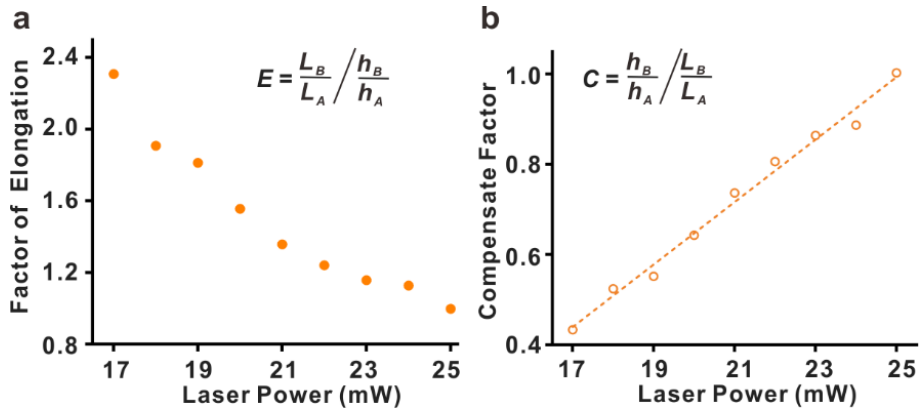 a
2.4
2.0
1.6
1.2
0.8
Factor of Elongation
E = L_B/L_A / h_B/h_A
17 19 21 23 25
Laser Power (mW)
b
1.0
0.8
0.6
0.4
Compensate Factor
C = h_B/h_A / L_B/L_A
17 19 21 23 25
Laser Power (mW)